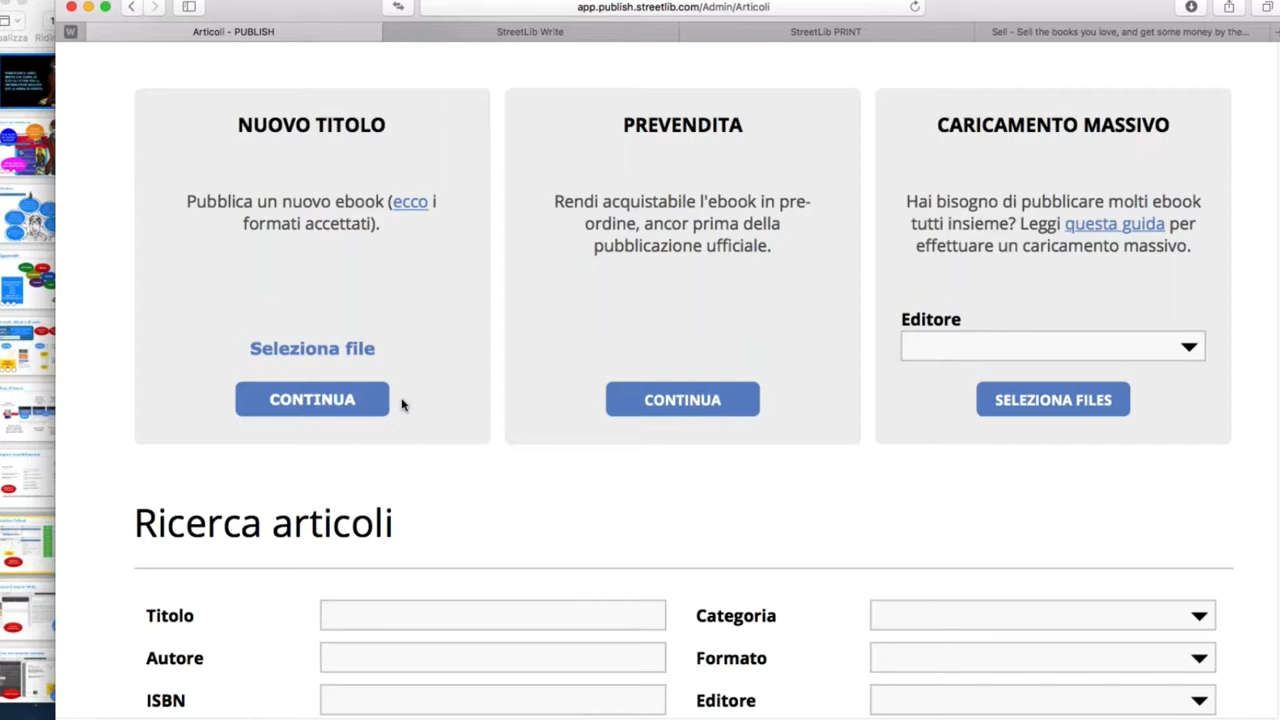 app.publish.streetlib.com/Admin/Articoli
W
Articoli - PUBLISH
StreetLib Write
StreetLib PRINT
Sell - Sell the books you love, and get some money by the...
NUOVO TITOLO
Pubblica un nuovo ebook (ecco i
formati accettati).
Seleziona file
CONTINUA
PREVENDITA
Rendi acquistabile l'ebook in pre-
ordine, ancor prima della
pubblicazione ufficiale.
CONTINUA
CARICAMENTO MASSIVO
Hai bisogno di pubblicare molti ebook
tutti insieme? Leggi questa guida per
effettuare un caricamento massivo.
Editore
SELEZIONA FILES
Ricerca articoli
Titolo
Categoria
Autore
Formato
ISBN
Editore